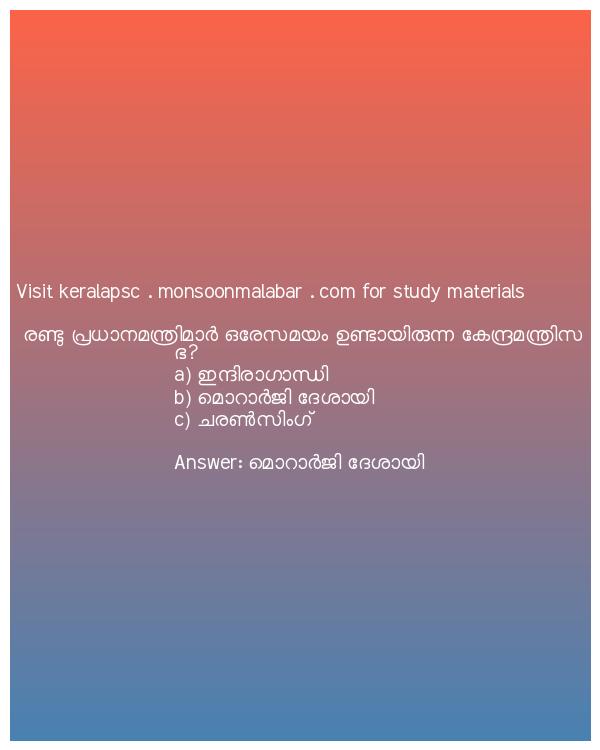 Visit keralapsc . monsoonmalabar . com for study materials
രണ്ടു പ്രധാനമന്ത്രിമാർ ഒരേസമയം ഉണ്ടായിരുന്ന കേന്ദ്രമന്ത്രിസ
ഭ?
a) ഇന്ദിരാഗാന്ധി
b) മൊറാർജി ദേശായി
c) ചരൺസിംഗ്
Answer: മൊറാർജി ദേശായി